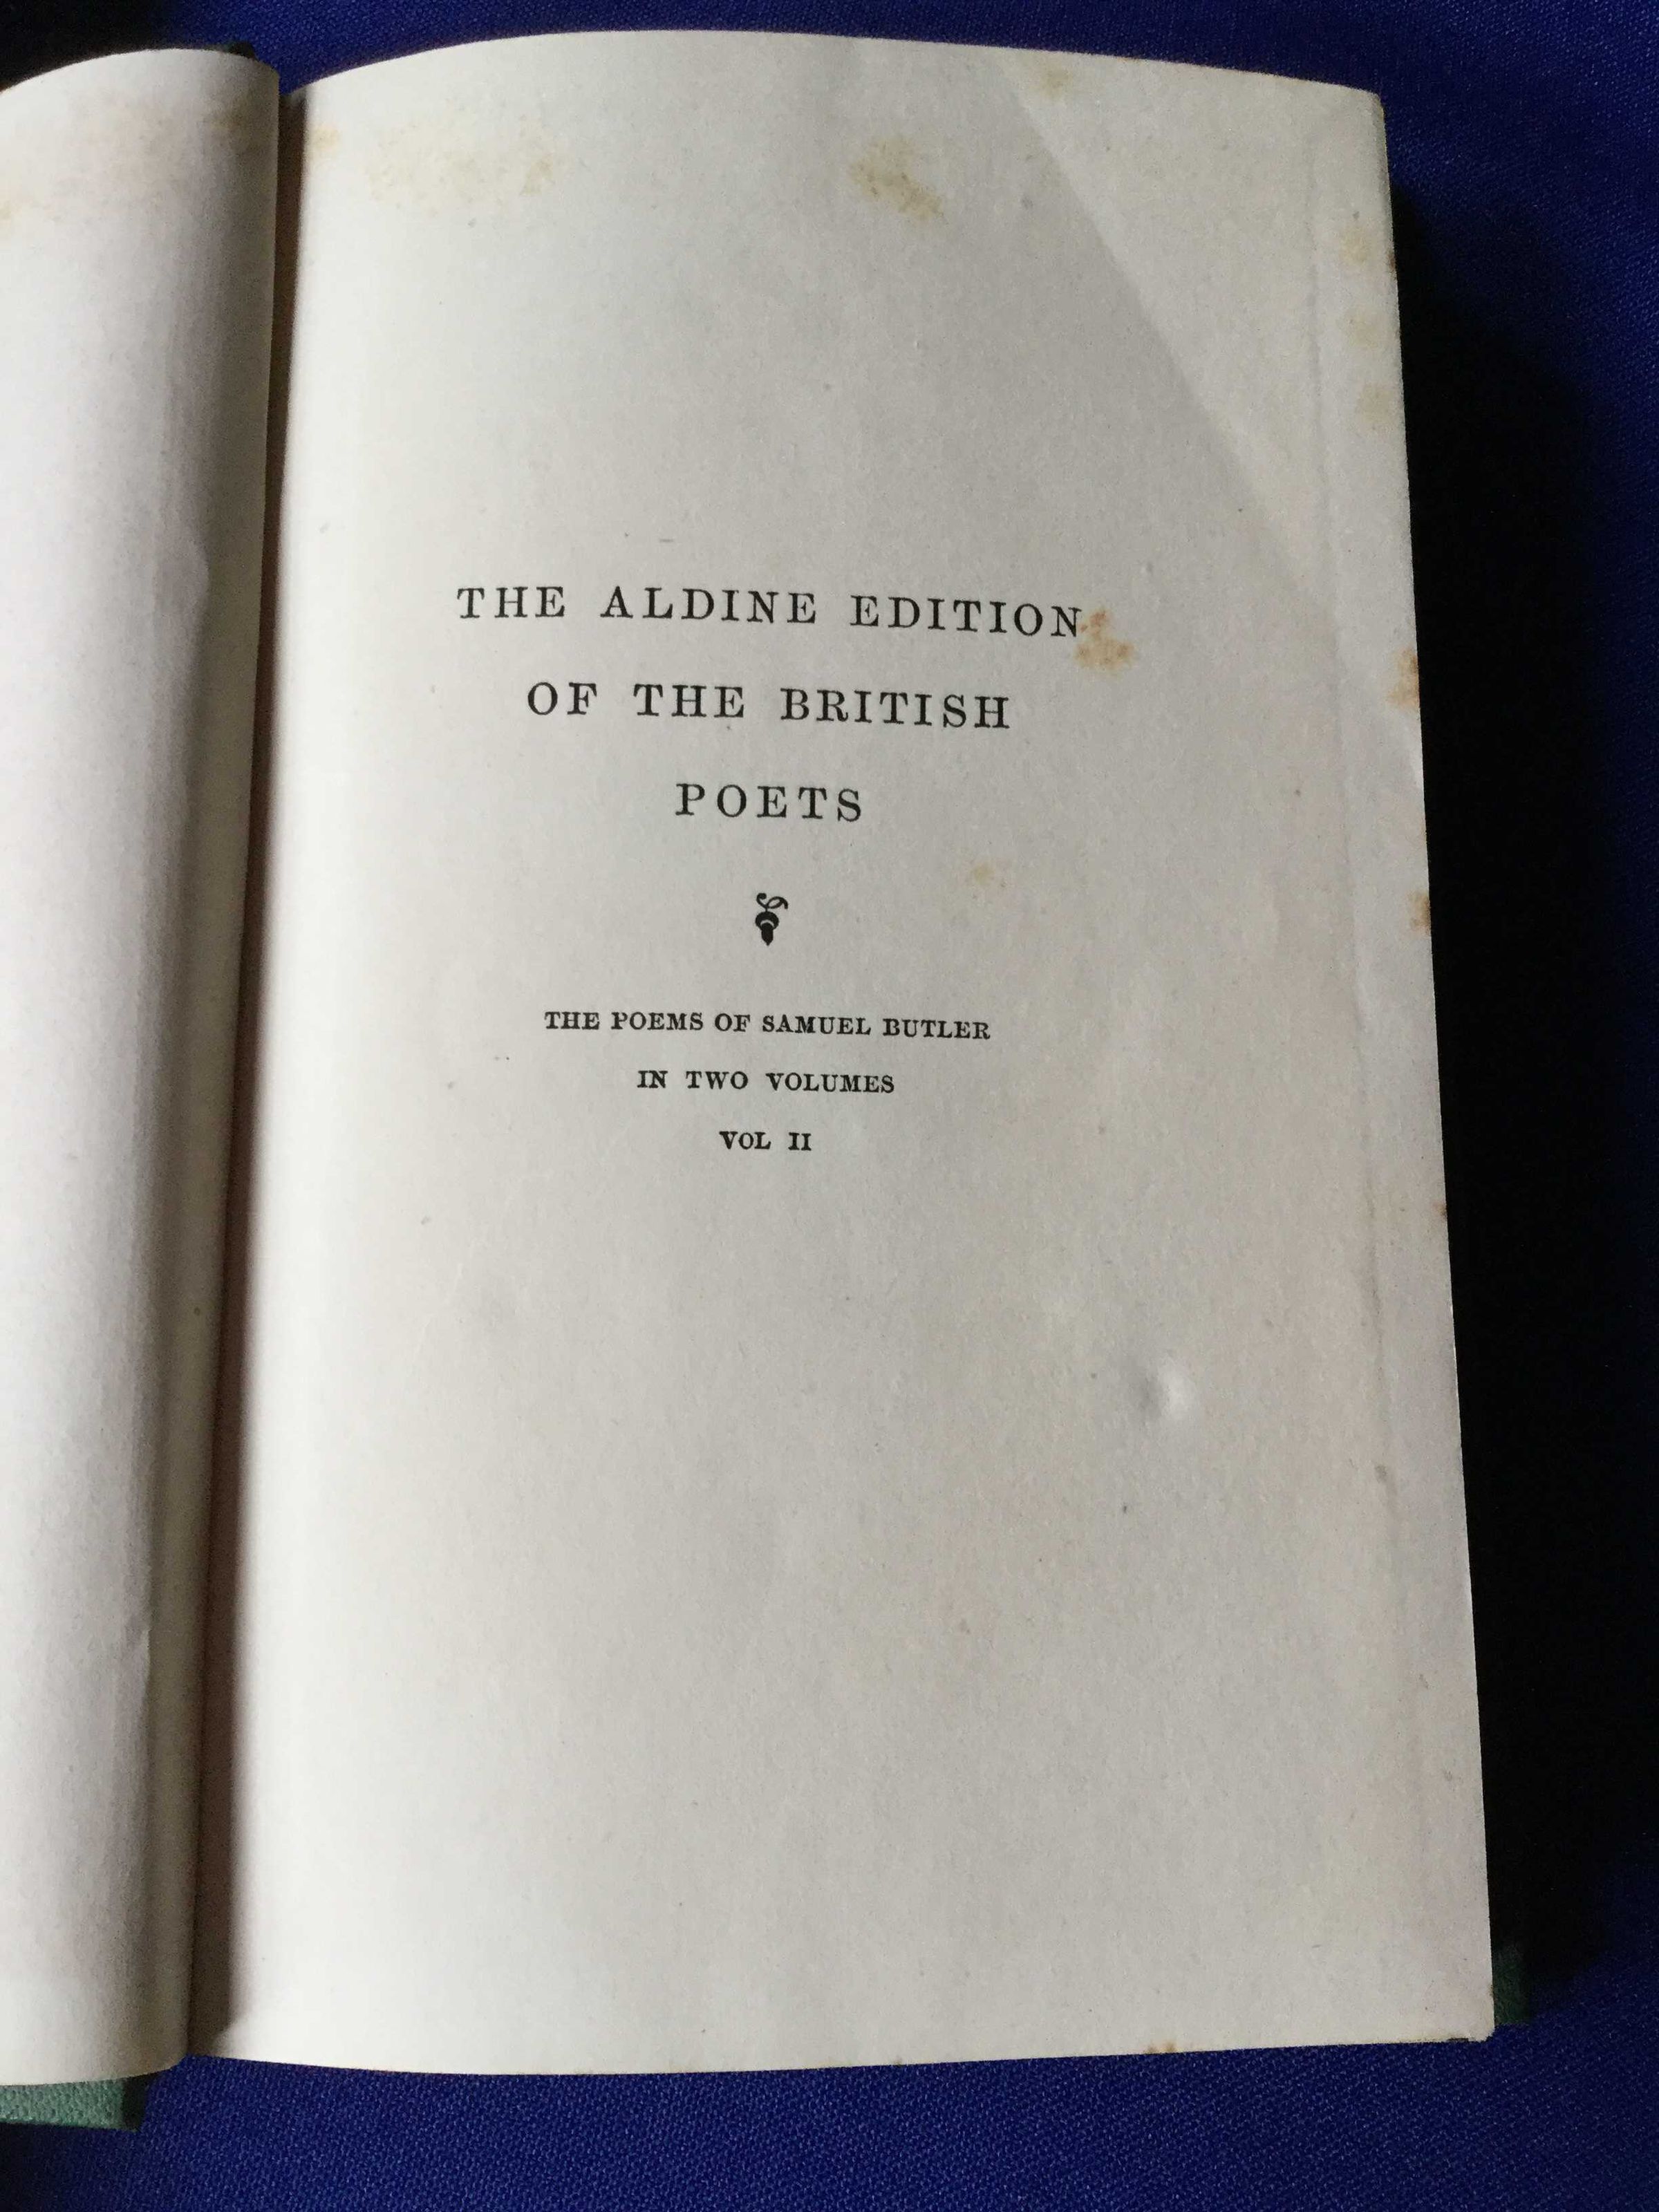 THE ALDINE EDITION
OF THE BRITISH
POETS
THE POEMS OF SAMUEL BUTLER
IN TWO VOLUMES
VOL II